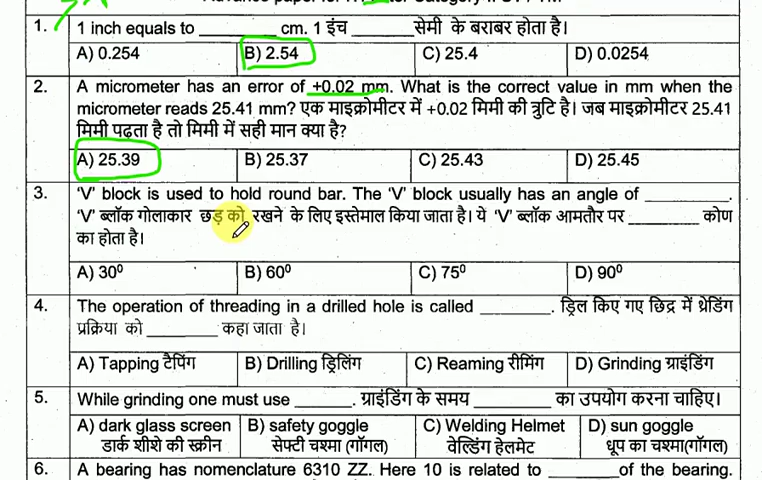 1. 1 inch equals to ________ cm. 1 इंच ______ सेमी के बराबर होता है।
A) 0.254 B) 2.54 C) 25.4 D) 0.0254
2. A micrometer has an error of +0.02 mm. What is the correct value in mm when the
micrometer reads 25.41 mm? एक माइक्रोमीटर में +0.02 मिमी की त्रुटि है। जब माइक्रोमीटर 25.41
मिमी पढ़ता है तो मिमी में सही मान क्या है?
A) 25.39 B) 25.37 C) 25.43 D) 25.45
3. 'V' block is used to hold round bar. The 'V' block usually has an angle of ________.
'V' ब्लॉक गोलाकार छड़ को रखने के लिए इस्तेमाल किया जाता है। ये 'V' ब्लॉक आमतौर पर ________ कोण
का होता है।
A) 30⁰ B) 60⁰ C) 75⁰ D) 90⁰
4. The operation of threading in a drilled hole is called ________. ड्रिल किए गए छिद्र में थ्रेडिंग
प्रक्रिया को ________ कहा जाता है।
A) Tapping टैपिंग B) Drilling ड्रिलिंग C) Reaming रीमिंग D) Grinding ग्राइंडिंग
5. While grinding one must use ______. ग्राइंडिंग के समय ________ का उपयोग करना चाहिए।
A) dark glass screen B) safety goggle C) Welding Helmet D) sun goggle
डार्क शीशे की स्क्रीन सेफ्टी चश्मा (गॉगल) वेल्डिंग हेलमेट धूप का चश्मा(गॉगल)
6. A bearing has nomenclature 6310 ZZ. Here 10 is related to ________of the bearing.